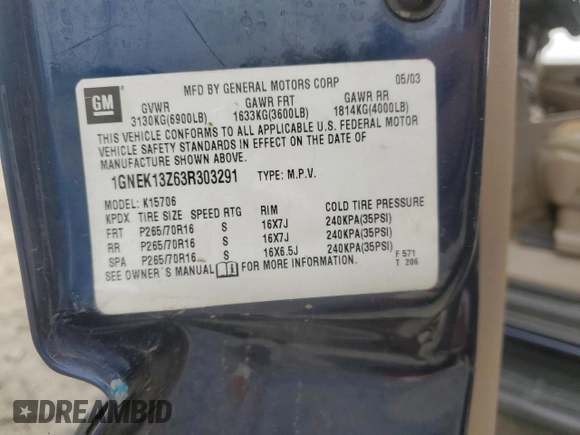 GM
MFD BY GENERAL MOTORS CORP 05/03
GVWR GAWR FRT GAWR RR
3130KG(6900LB) 1633KG(3600LB) 1814KG(4000LB)
THIS VEHICLE CONFORMS TO ALL APPLICABLE U.S. FEDERAL MOTOR
VEHICLE SAFETY STANDARDS IN EFFECT ON THE DATE OF
MANUFACTURE SHOWN ABOVE.
1GNEK13Z63R303291 TYPE: M.P.V.
MODEL: K15706
KPDX TIRE SIZE SPEED RTG RIM COLD TIRE PRESSURE
FRT P265/70R16 S 16X7J 240KPA(35PSI)
RR P265/70R16 S 16X7J 240KPA(35PSI)
SPA P265/70R16 S 16X6.5J 240KPA(35PSI)
SEE OWNER'S MANUAL FOR MORE INFORMATION.
F 571
T 206
DREAMBID